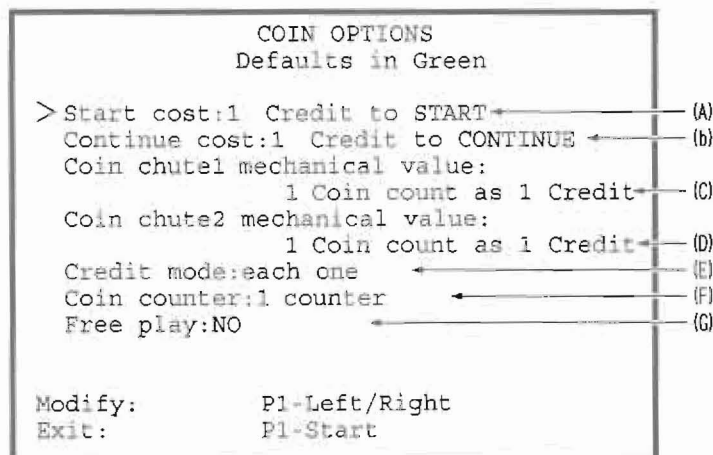 COIN OPTIONS
Defaults in Green
> Start cost:1 Credit to START (A)
Continue cost:1 Credit to CONTINUE (b)
Coin chute1 mechanical value:
1 Coin count as 1 Credit (C)
Coin chute2 mechanical value:
1 Coin count as 1 Credit (D)
Credit mode:each one (E)
Coin counter:1 counter (F)
Free play:NO (G)
Modify: P1-Left/Right
Exit: P1-Start